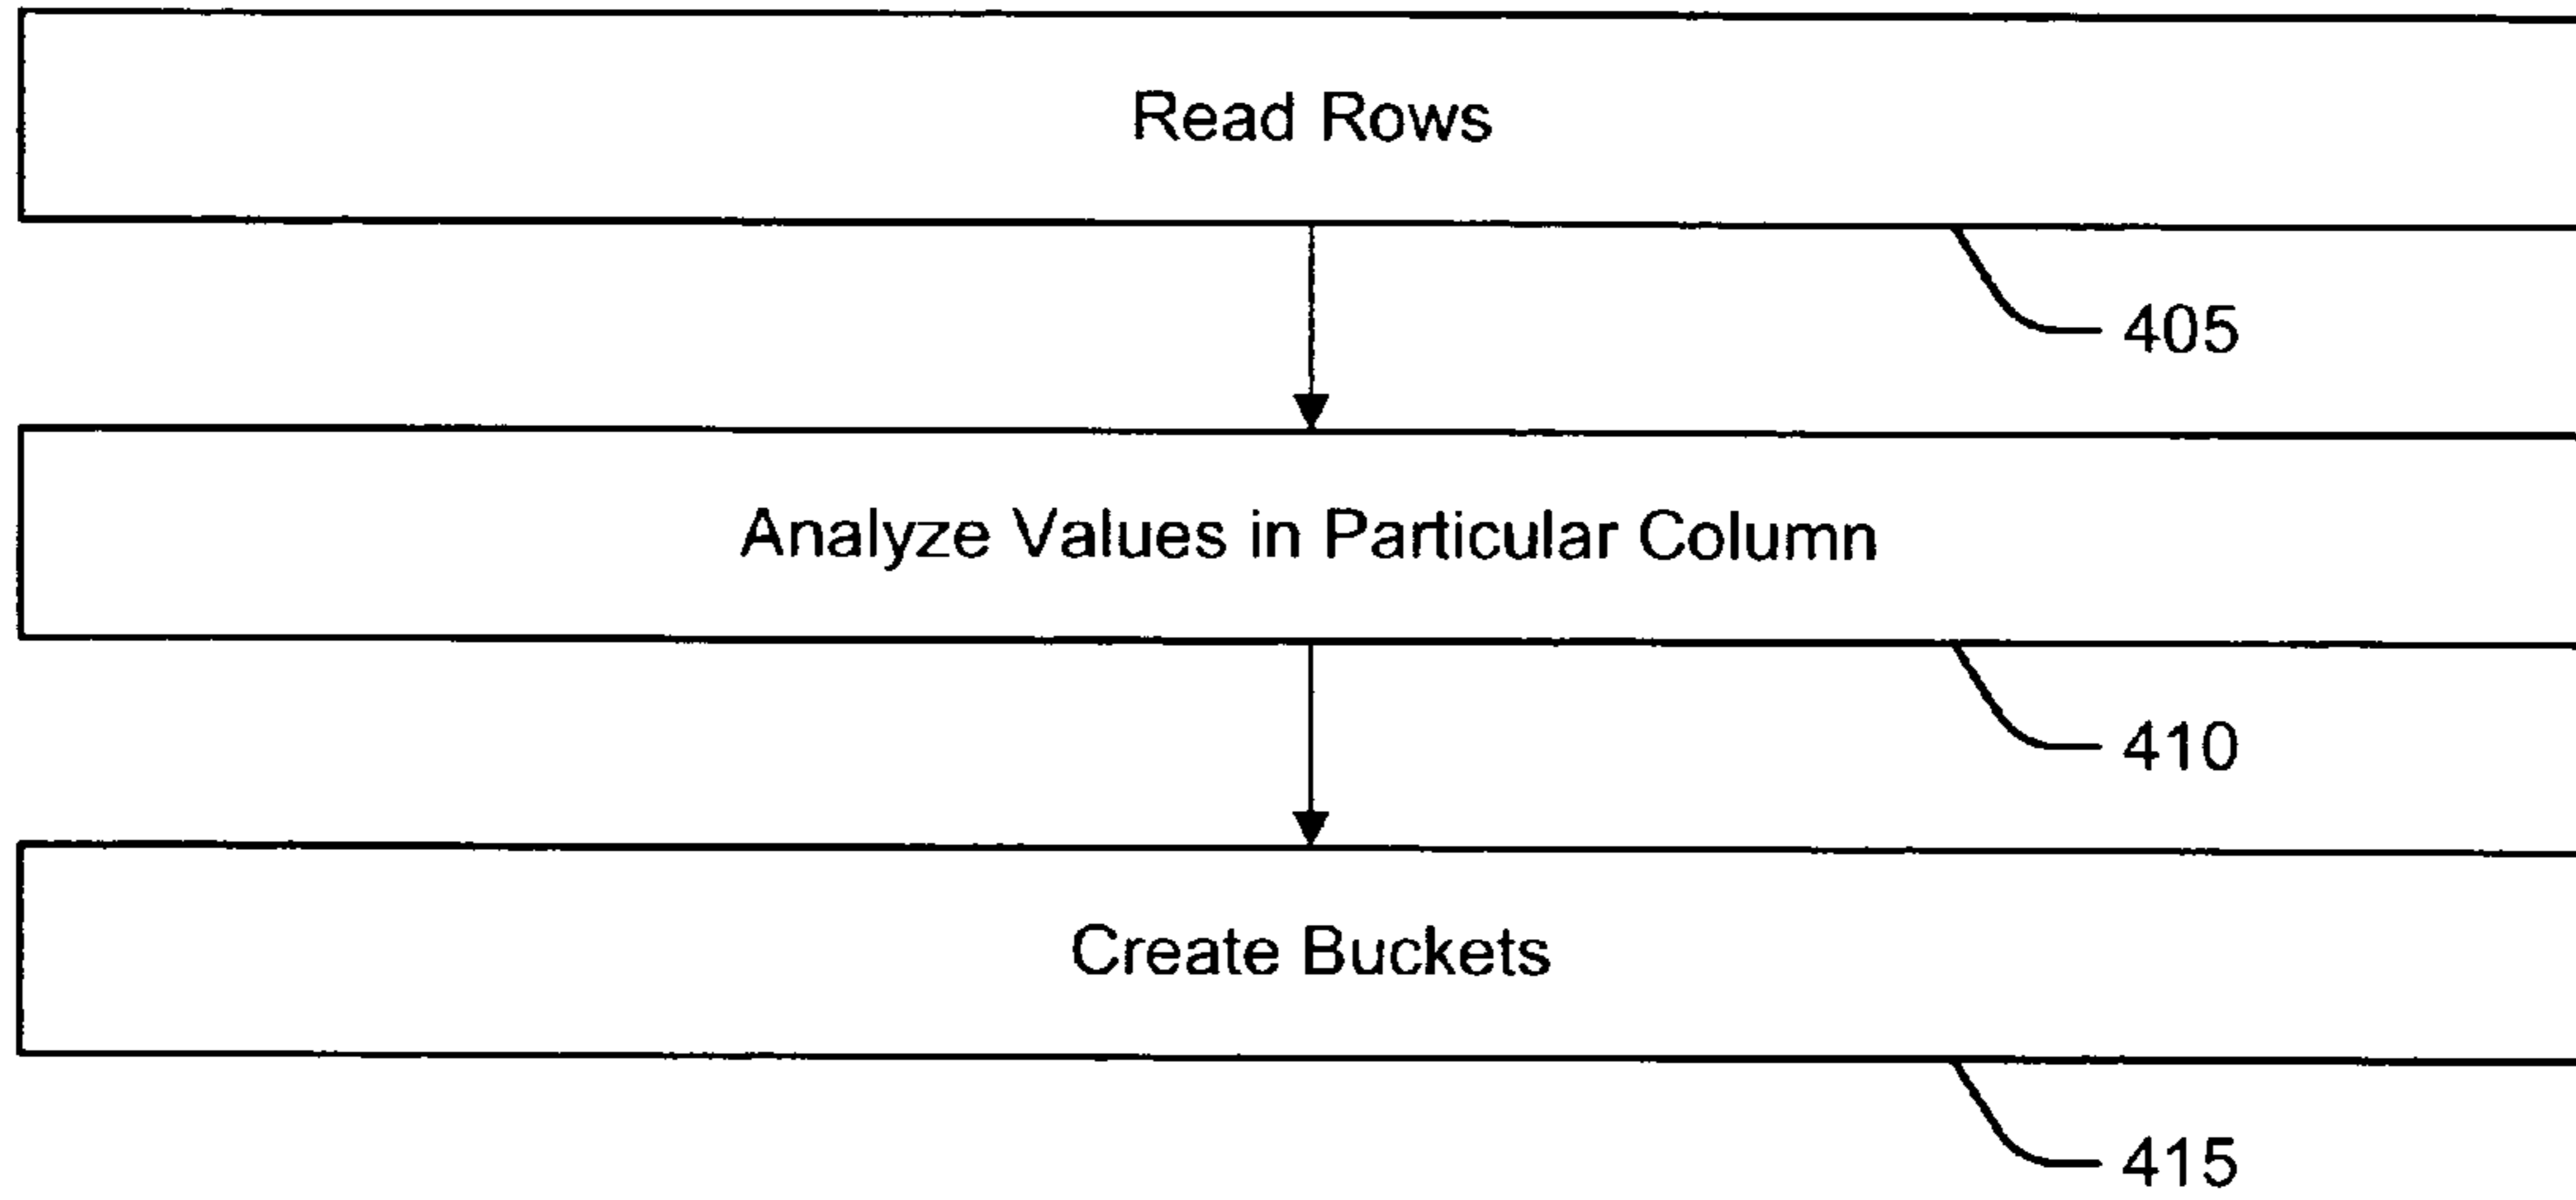 Read Rows
405
Analyze Values in Particular Column
410
Create Buckets
415